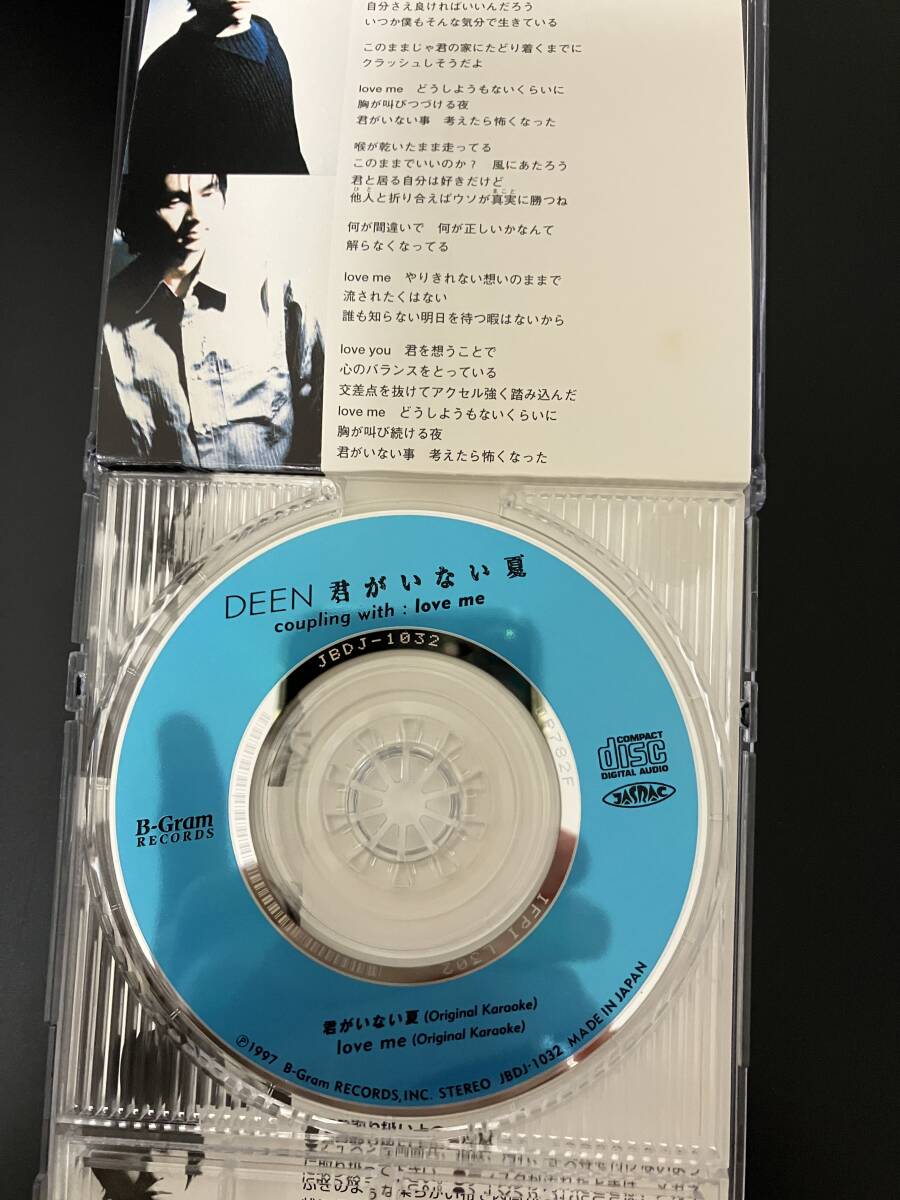 自分さえ良ければいいんだろう
いつか僕もそんな気分で生きている
このままじゃ君の家にたどり着くまでに
クラッシュしそうだよ
love me どうしようもないくらいに
胸が叫びつづける夜
君がいない事 考えたら怖くなった
喉が乾いたまま走ってる
このままでいいのか? 風にあたろう
君と居る自分は好きだけど
ひと まこと
他人と折り合えばウソが真実に勝つね
何が間違いで 何が正しいかなんて
解らなくなってる
love me やりきれない想いのままで
流されたくはない
誰も知らない明日を待つ暇はないから
love you 君を想うことで
心のバランスをとっている
交差点を抜けてアクセル強く踏み込んだ
love me どうしようもないくらいに
胸が叫び続ける夜
君がいない事 考えたら怖くなった
DEEN 君がいない夏
coupling with : love me
JBDJ-1032
P782F
COMPACT
disc
DIGITAL AUDIO
JASRAC
B-Gram
RECORDS
IFPI L302
君がいない夏 (Original Karaoke)
love me (Original Karaoke)
Ⓟ1997 B-Gram RECORDS, INC. STEREO JBDJ-1032 MADE IN JAPAN